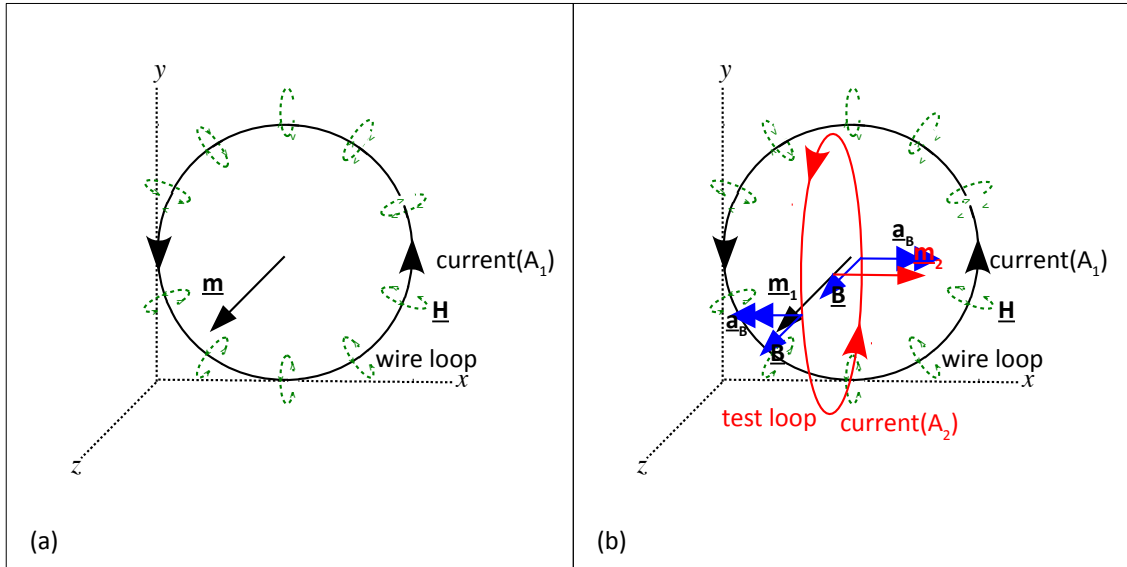 y
current(A1)
m
H
wire loop
x
z
(a)
y
aB
m2
current(A1)
m1
B
H
aB
B
wire loop
x
test loop
current(A2)
z
(b)